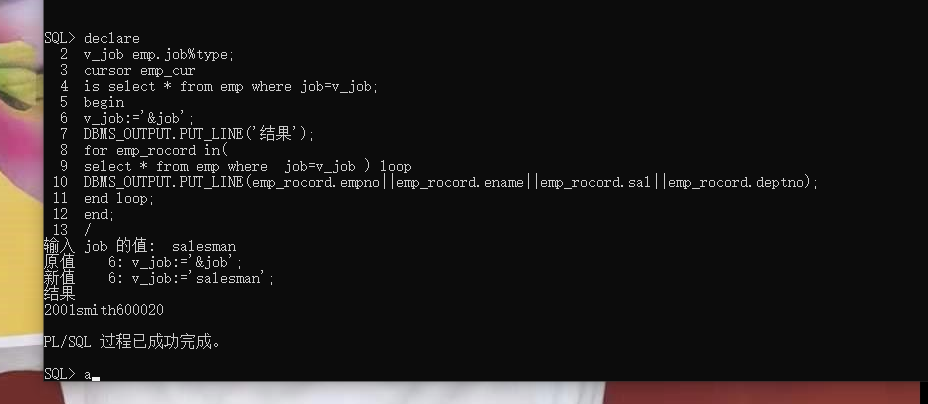 SQL> declare
2 v_job emp.job%type;
3 cursor emp_cur
4 is select * from emp where job=v_job;
5 begin
6 v_job:='&job';
7 DBMS_OUTPUT.PUT_LINE('结果');
8 for emp_rocord in(
9 select * from emp where  job=v_job ) loop
10 DBMS_OUTPUT.PUT_LINE(emp_rocord.empno||emp_rocord.ename||emp_rocord.sal||emp_rocord.deptno);
11 end loop;
12 end;
13 /
输入 job 的值:  salesman
原值    6: v_job:='&job';
新值    6: v_job:='salesman';
结果
2001smith600020
PL/SQL 过程已成功完成。
SQL> a